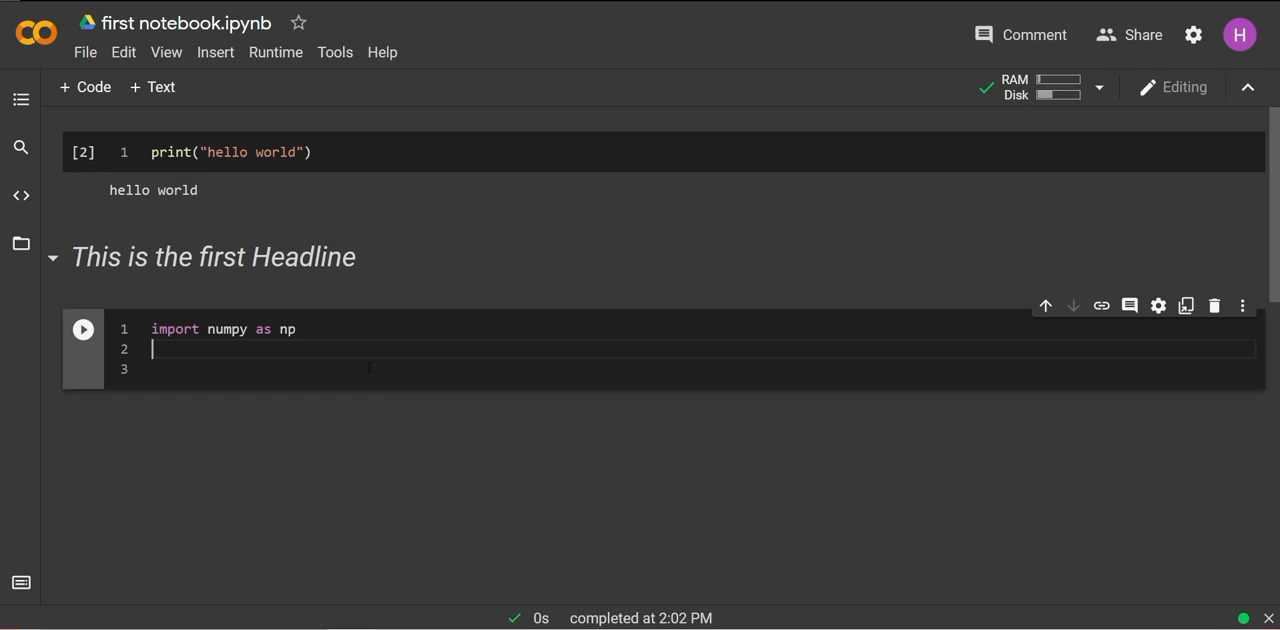 first notebook.ipynb
Comment Share H
File Edit View Insert Runtime Tools Help
+ Code + Text
RAM
Disk
Editing
[2] 1 print("hello world")
hello world
This is the first Headline
1 import numpy as np
2
3
0s completed at 2:02 PM